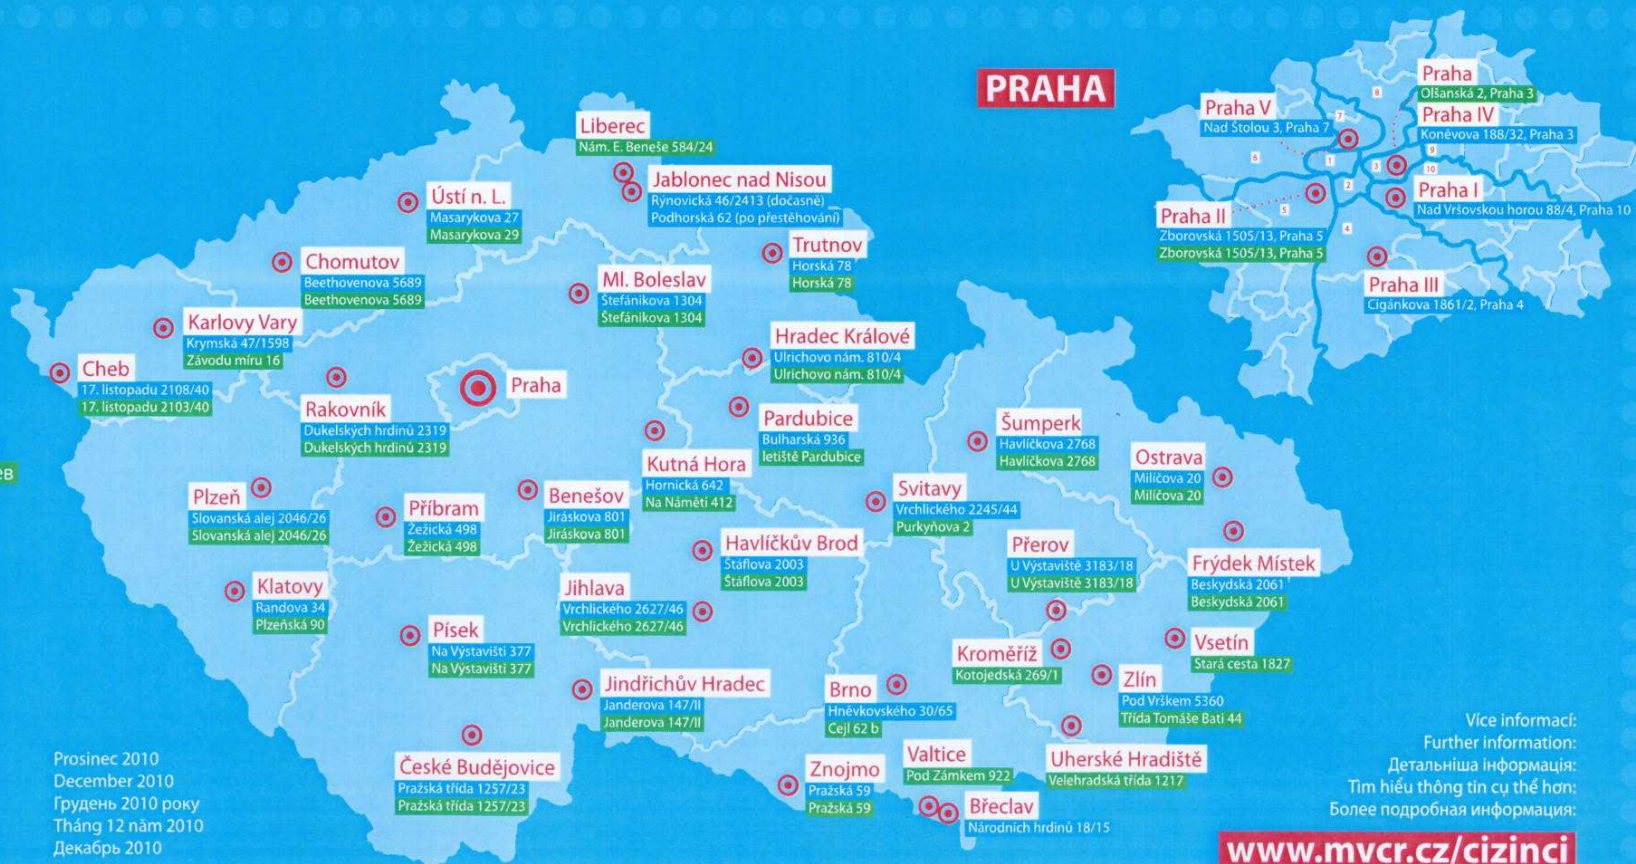 PRAHA
Praha
Olšanská 2, Praha 3
Praha V
Nad Štolou 3, Praha 7
Praha IV
Koněvova 188/32, Praha 3
Praha I
Nad Vršovskou horou 88/4, Praha 10
Praha II
Zborovská 1505/13, Praha 5
Zborovská 1505/13, Praha 5
Praha III
Cigánkova 1861/2, Praha 4
8
7
6
1
3
9
10
2
5
4
Liberec
Nám. E. Beneše 584/24
Jablonec nad Nisou
Rýnovická 46/2413 (dočasně)
Podhorská 62 (po přestěhování)
Ústí n. L.
Masarykova 27
Masarykova 29
Trutnov
Horská 78
Horská 78
Chomutov
Beethovenova 5689
Beethovenova 5689
Ml. Boleslav
Štefánikova 1304
Štefánikova 1304
Karlovy Vary
Krymská 47/1598
Závodu míru 16
Hradec Králové
Ulrichovo nám. 810/4
Ulrichovo nám. 810/4
Cheb
17. listopadu 2108/40
17. listopadu 2103/40
Praha
Rakovník
Dukelských hrdinů 2319
Dukelských hrdinů 2319
Pardubice
Bulharská 936
letiště Pardubice
Šumperk
Havlíčkova 2768
Havlíčkova 2768
Ostrava
Milíčova 20
Milíčova 20
Kutná Hora
Hornická 642
Na Náměti 412
ев
Plzeň
Slovanská alej 2046/26
Slovanská alej 2046/26
Příbram
Žežická 498
Žežická 498
Benešov
Jiráskova 801
Jiráskova 801
Svitavy
Vrchlického 2245/44
Purkyňova 2
Havlíčkův Brod
Štáflova 2003
Štáflova 2003
Přerov
U Výstaviště 3183/18
U Výstaviště 3183/18
Frýdek Místek
Beskydská 2061
Beskydská 2061
Klatovy
Randova 34
Plzeňská 90
Jihlava
Vrchlického 2627/46
Vrchlického 2627/46
Písek
Na Výstavišti 377
Na Výstavišti 377
Kroměříž
Kotojedská 269/1
Vsetín
Stará cesta 1827
Zlín
Pod Vrškem 5360
Třída Tomáše Bati 44
Jindřichův Hradec
Janderova 147/II
Janderova 147/II
Brno
Hněvkovského 30/65
Cejl 62 b
České Budějovice
Pražská třída 1257/23
Pražská třída 1257/23
Znojmo
Pražská 59
Pražská 59
Valtice
Pod Zámkem 922
Uherské Hradiště
Velehradská třída 1217
Břeclav
Národních hrdinů 18/15
Prosinec 2010
December 2010
Грудень 2010 року
Tháng 12 năm 2010
Декабрь 2010
Více informací:
Further information:
Детальніша інформація:
Tìm hiểu thông tin cụ thể hơn:
Более подробная информация:
www.mvcr.cz/cizinci